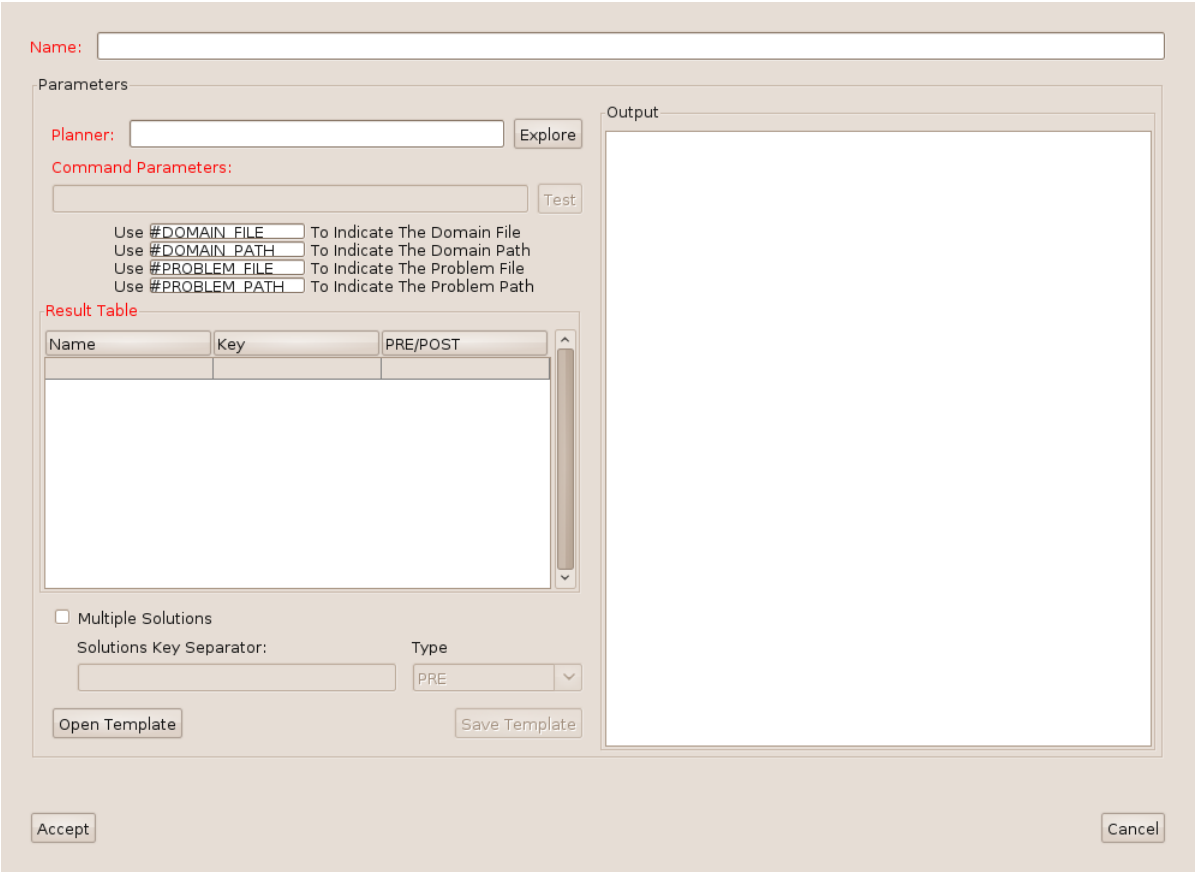 Name:
Parameters
Planner:
Explore
Command Parameters:
Test
Use #DOMAIN_FILE To Indicate The Domain File
Use #DOMAIN_PATH To Indicate The Domain Path
Use #PROBLEM_FILE To Indicate The Problem File
Use #PROBLEM_PATH To Indicate The Problem Path
Result Table
Name Key PRE/POST
Multiple Solutions
Solutions Key Separator: Type
PRE
Open Template Save Template
Output
Accept Cancel